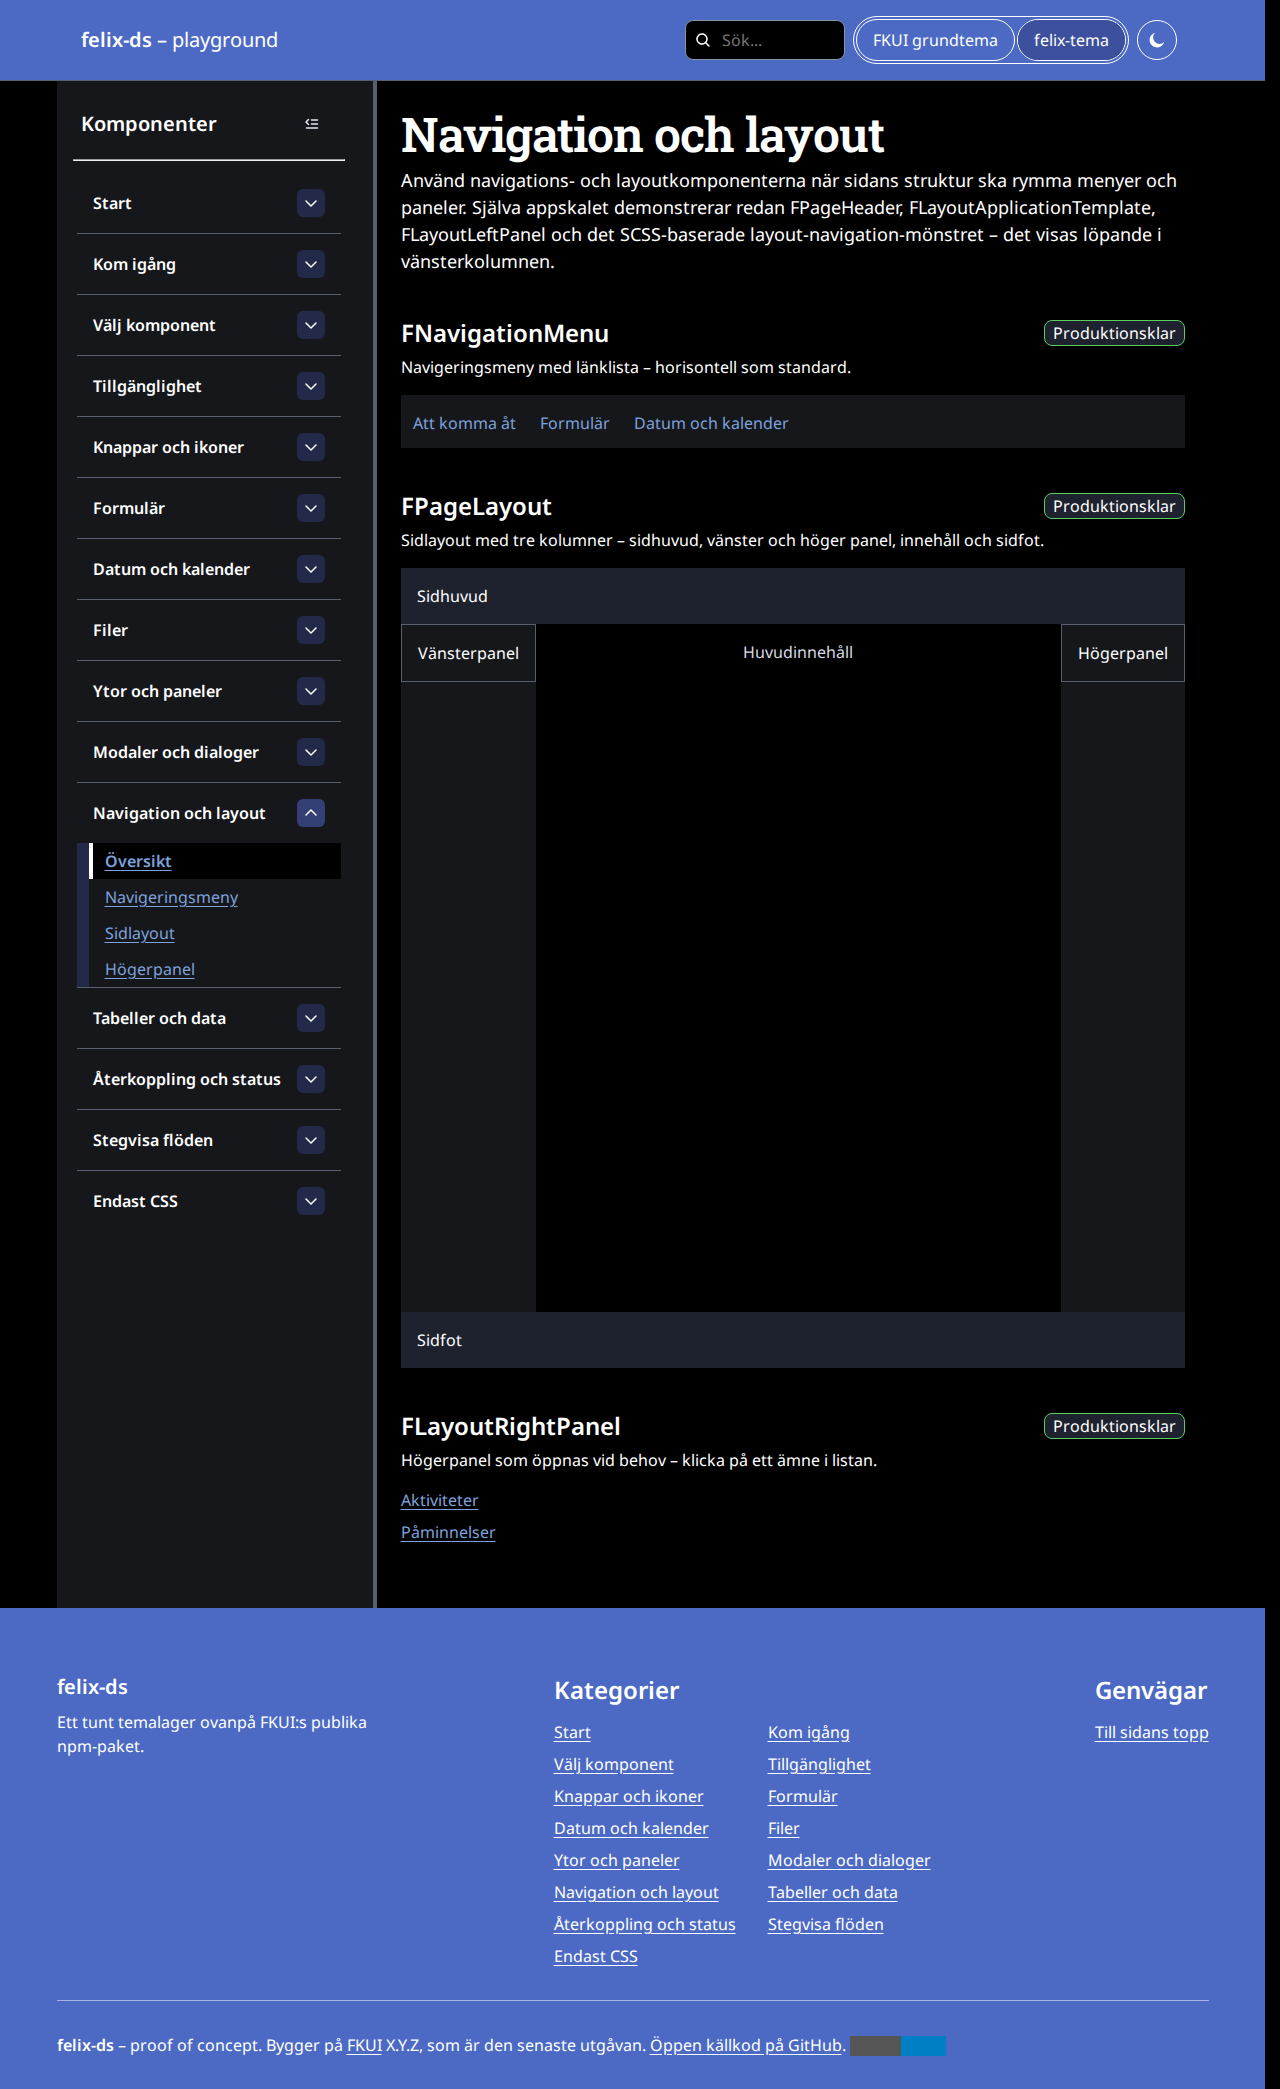 felix-ds – playground
Sök...
FKUI grundtema
felix-tema
Komponenter
Start
Kom igång
Välj komponent
Tillgänglighet
Knappar och ikoner
Formulär
Datum och kalender
Filer
Ytor och paneler
Modaler och dialoger
Navigation och layout
Översikt
Navigeringsmeny
Sidlayout
Högerpanel
Tabeller och data
Återkoppling och status
Stegvisa flöden
Endast CSS
Navigation och layout
Använd navigations- och layoutkomponenterna när sidans struktur ska rymma menyer och
paneler. Själva appskalet demonstrerar redan FPageHeader, FLayoutApplicationTemplate,
FLayoutLeftPanel och det SCSS-baserade layout-navigation-mönstret – det visas löpande i
vänsterkolumnen.
FNavigationMenu
Produktionsklar
Navigeringsmeny med länklista – horisontell som standard.
Att komma åt
Formulär
Datum och kalender
FPageLayout
Produktionsklar
Sidlayout med tre kolumner – sidhuvud, vänster och höger panel, innehåll och sidfot.
Sidhuvud
Vänsterpanel
Huvudinnehåll
Högerpanel
Sidfot
FLayoutRightPanel
Produktionsklar
Högerpanel som öppnas vid behov – klicka på ett ämne i listan.
Aktiviteter
Påminnelser
felix-ds
Ett tunt temalager ovanpå FKUI:s publika
npm-paket.
Kategorier
Start
Kom igång
Välj komponent
Tillgänglighet
Knappar och ikoner
Formulär
Datum och kalender
Filer
Ytor och paneler
Modaler och dialoger
Navigation och layout
Tabeller och data
Återkoppling och status
Stegvisa flöden
Endast CSS
Genvägar
Till sidans topp
felix-ds – proof of concept. Bygger på FKUI X.Y.Z, som är den senaste utgåvan. Öppen källkod på GitHub.